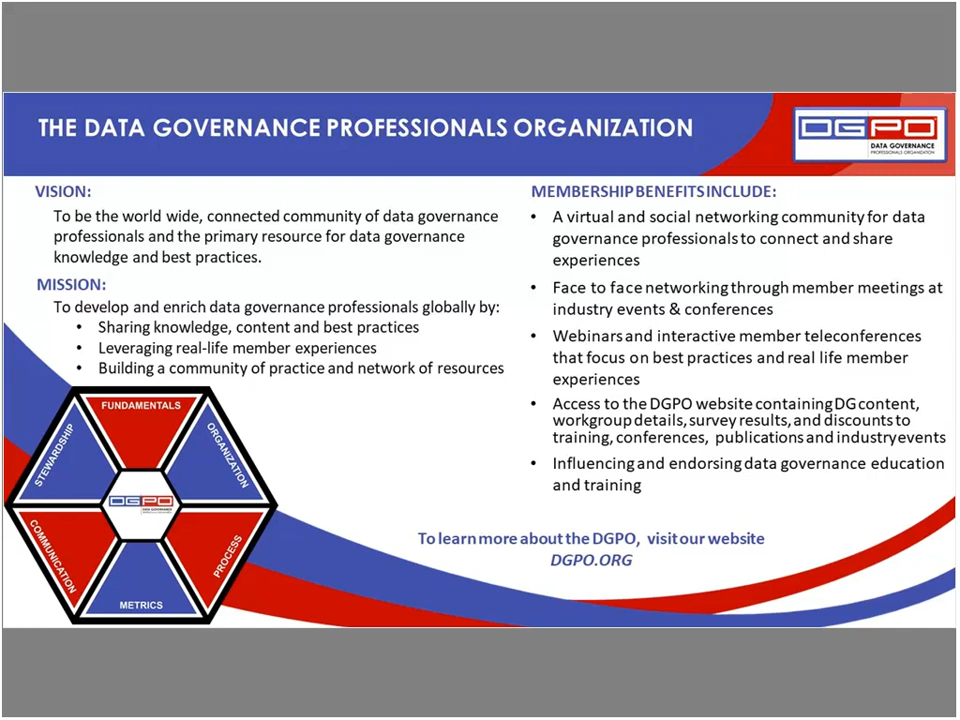 THE DATA GOVERNANCE PROFESSIONALS ORGANIZATION
DGPO
DATA GOVERNANCE
PROFESSIONALS ORGANIZATION
VISION:
To be the world wide, connected community of data governance
professionals and the primary resource for data governance
knowledge and best practices.
MISSION:
To develop and enrich data governance professionals globally by:
• Sharing knowledge, content and best practices
• Leveraging real-life member experiences
• Building a community of practice and network of resources
MEMBERSHIP BENEFITS INCLUDE:
• A virtual and social networking community for data
governance professionals to connect and share
experiences
• Face to face networking through member meetings at
industry events & conferences
• Webinars and interactive member teleconferences
that focus on best practices and real life member
experiences
• Access to the DGPO website containing DG content,
workgroup details, survey results, and discounts to
training, conferences, publications and industry events
• Influencing and endorsing data governance education
and training
FUNDAMENTALS
ORGANIZATION
PROCESS
METRICS
COMMUNICATION
STEWARDSHIP
DGPO
DATA GOVERNANCE
To learn more about the DGPO, visit our website
DGPO.ORG